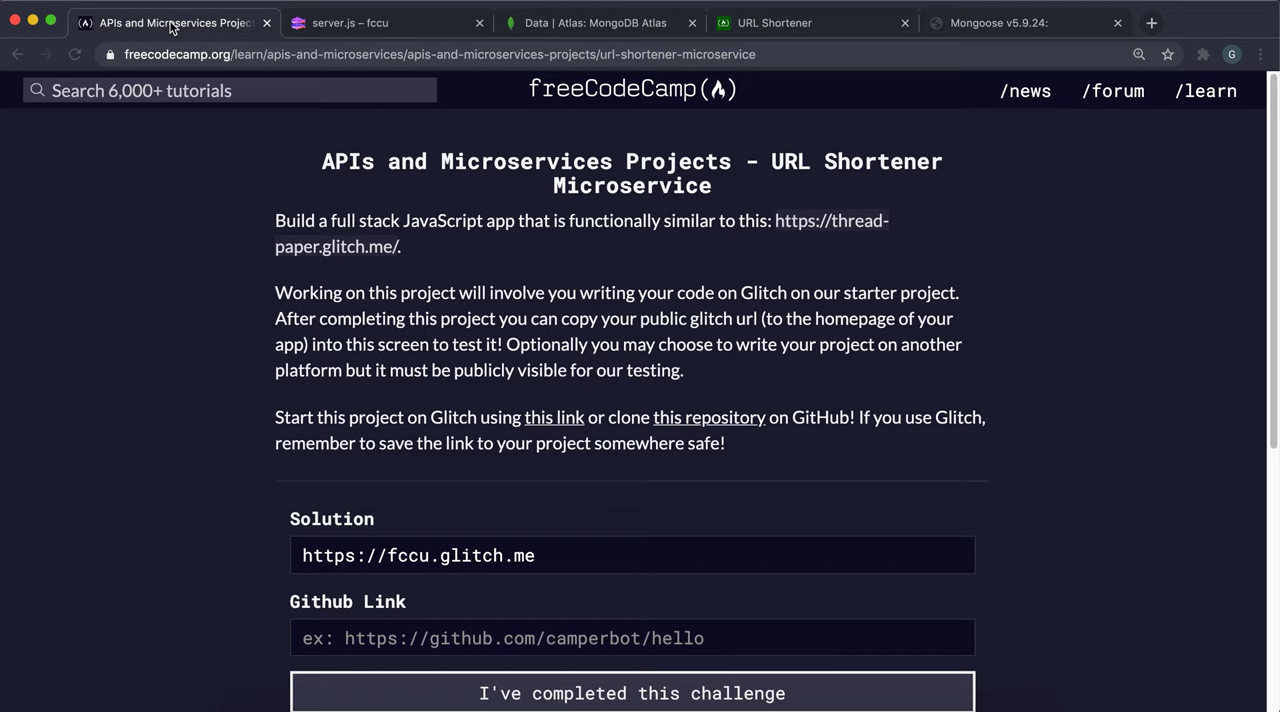 APIs and Microservices Project
server.js – fccu
Data | Atlas: MongoDB Atlas
URL Shortener
Mongoose v5.9.24:
freecodecamp.org/learn/apis-and-microservices/apis-and-microservices-projects/url-shortener-microservice
G
Search 6,000+ tutorials
freeCodeCamp
/news
/forum
/learn
APIs and Microservices Projects - URL Shortener
Microservice
Build a full stack JavaScript app that is functionally similar to this: https://thread-
paper.glitch.me/.
Working on this project will involve you writing your code on Glitch on our starter project.
After completing this project you can copy your public glitch url (to the homepage of your
app) into this screen to test it! Optionally you may choose to write your project on another
platform but it must be publicly visible for our testing.
Start this project on Glitch using this link or clone this repository on GitHub! If you use Glitch,
remember to save the link to your project somewhere safe!
Solution
https://fccu.glitch.me
Github Link
ex: https://github.com/camperbot/hello
I've completed this challenge